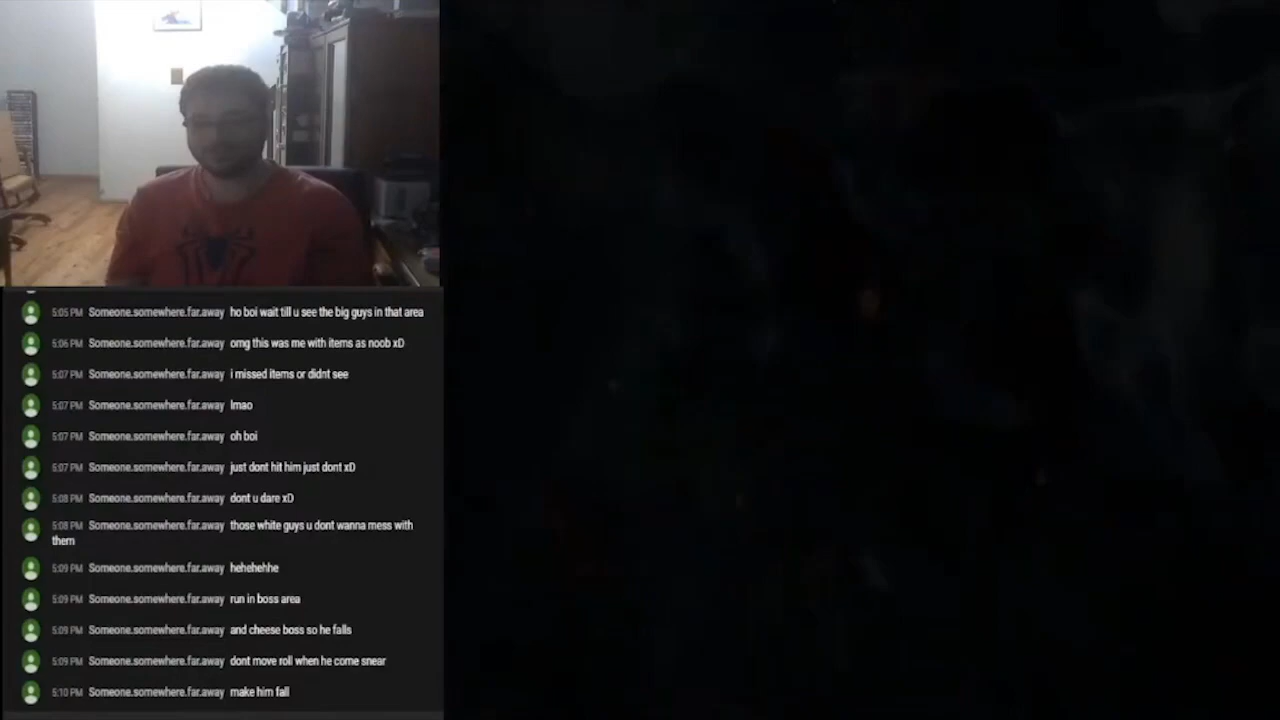 5:05 PM Someone.somewhere.far.away ho boi wait till u see the big guys in that area
5:06 PM Someone.somewhere.far.away omg this was me with items as noob xD
5:07 PM Someone.somewhere.far.away i missed items or didnt see
5:07 PM Someone.somewhere.far.away lmao
5:07 PM Someone.somewhere.far.away oh boi
5:07 PM Someone.somewhere.far.away just dont hit him just dont xD
5:08 PM Someone.somewhere.far.away dont u dare xD
5:08 PM Someone.somewhere.far.away those white guys u dont wanna mess with
them
5:09 PM Someone.somewhere.far.away hehehehhe
5:09 PM Someone.somewhere.far.away run in boss area
5:09 PM Someone.somewhere.far.away and cheese boss so he falls
5:09 PM Someone.somewhere.far.away dont move roll when he come snear
5:10 PM Someone.somewhere.far.away make him fall